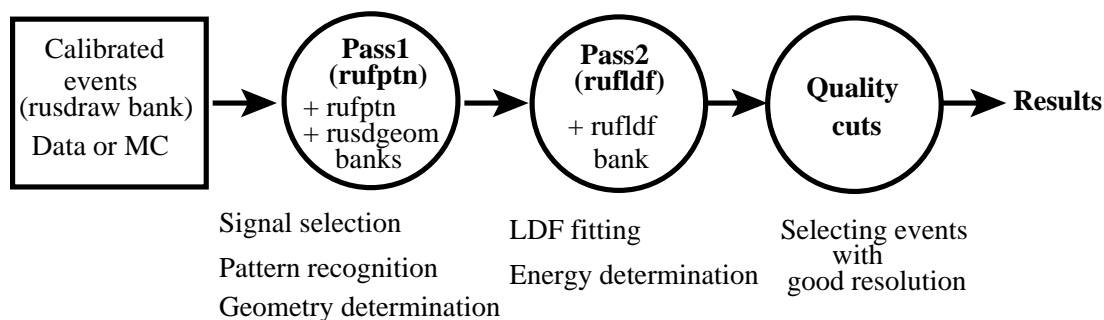 Calibrated
events
(rusdraw bank)
Data or MC
Pass1
(rufptn)
+ rufptn
+ rusdgeom
banks
Pass2
(rufldf)
+ rufldf
bank
Quality
cuts
Results
Signal selection
Pattern recognition
Geometry determination
LDF fitting
Energy determination
Selecting events
with
good resolution